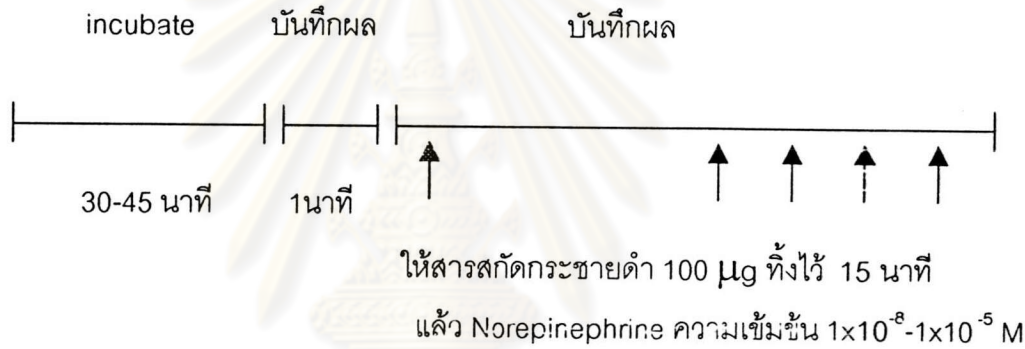 incubate บันทึกผล บันทึกผล
30-45 นาที 1นาที
ให้สารสกัดกระชายดำ 100 μg ทิ้งไว้ 15 นาที
แล้ว Norepinephrine ความเข้มข้น 1x10⁻⁸-1x10⁻⁵ M